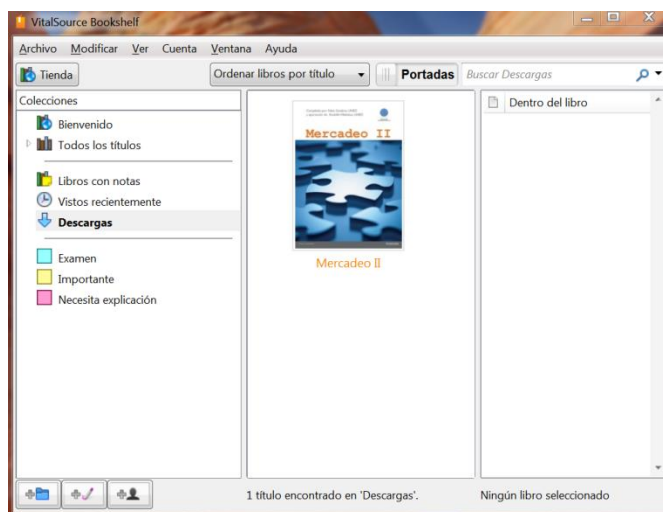 VitalSource Bookshelf
Archivo Modificar Ver Cuenta Ventana Ayuda
Tienda
Ordenar libros por título
Portadas
Buscar Descargas
Colecciones
Bienvenido
Todos los títulos
Libros con notas
Vistos recientemente
Descargas
Examen
Importante
Necesita explicación
Mercadeo II
Mercadeo II
Dentro del libro
1 título encontrado en 'Descargas'.
Ningún libro seleccionado